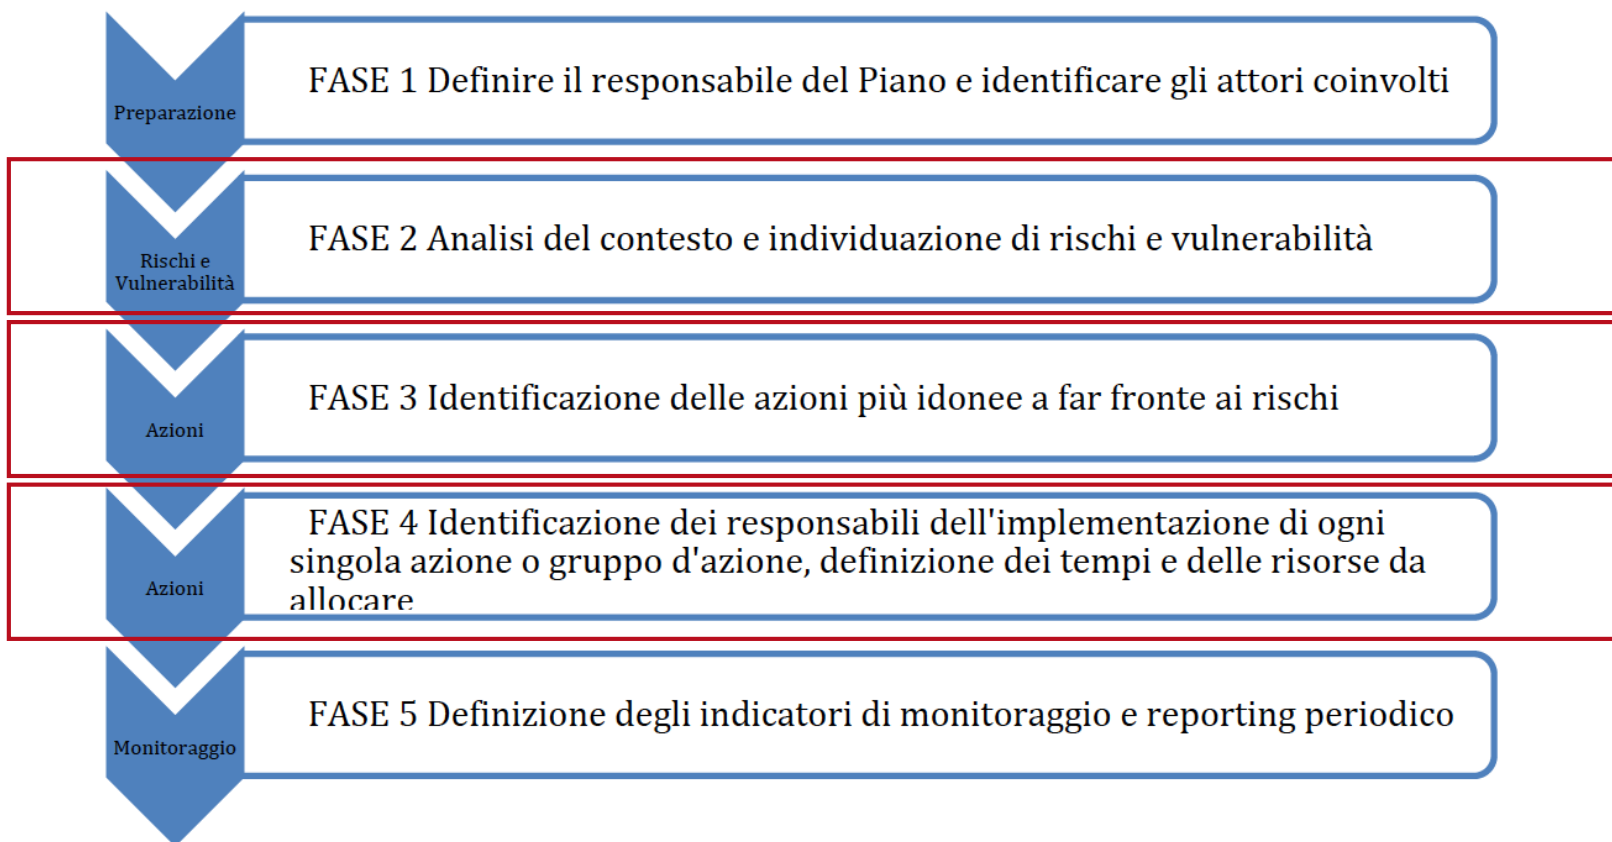 Preparazione
FASE 1 Definire il responsabile del Piano e identificare gli attori coinvolti
Rischi e
Vulnerabilità
FASE 2 Analisi del contesto e individuazione di rischi e vulnerabilità
Azioni
FASE 3 Identificazione delle azioni più idonee a far fronte ai rischi
Azioni
FASE 4 Identificazione dei responsabili dell'implementazione di ogni
singola azione o gruppo d'azione, definizione dei tempi e delle risorse da
allocare
Monitoraggio
FASE 5 Definizione degli indicatori di monitoraggio e reporting periodico